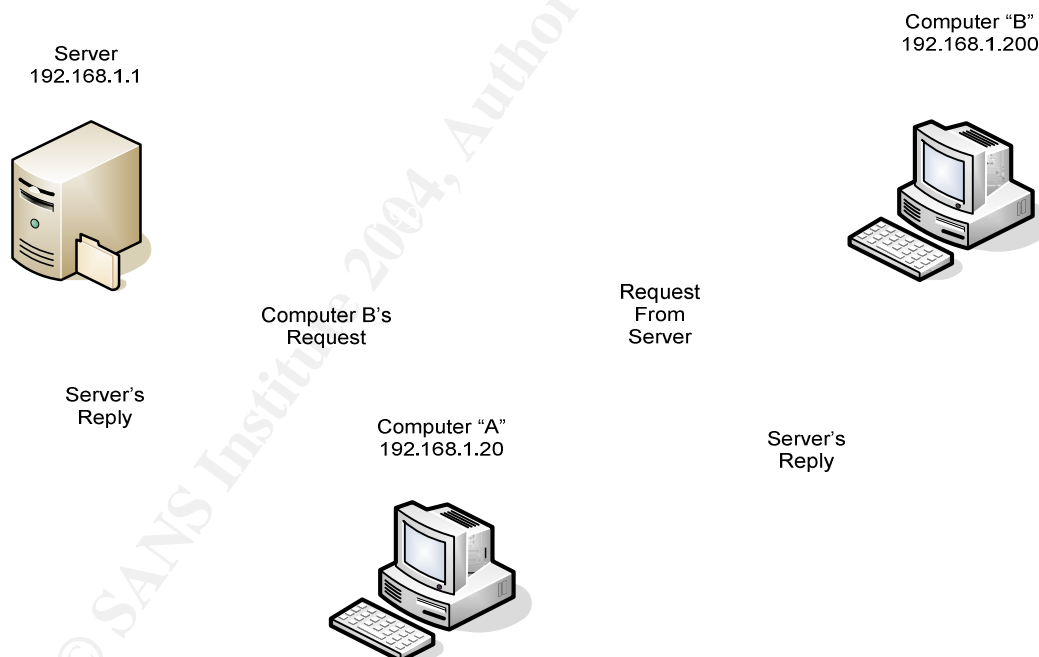 Computer “B”
192.168.1.200
Server
192.168.1.1
Request
From
Server
Computer B’s
Request
Server’s
Reply
Computer “A”
192.168.1.20
Server’s
Reply
© SANS Institute 2004, Author